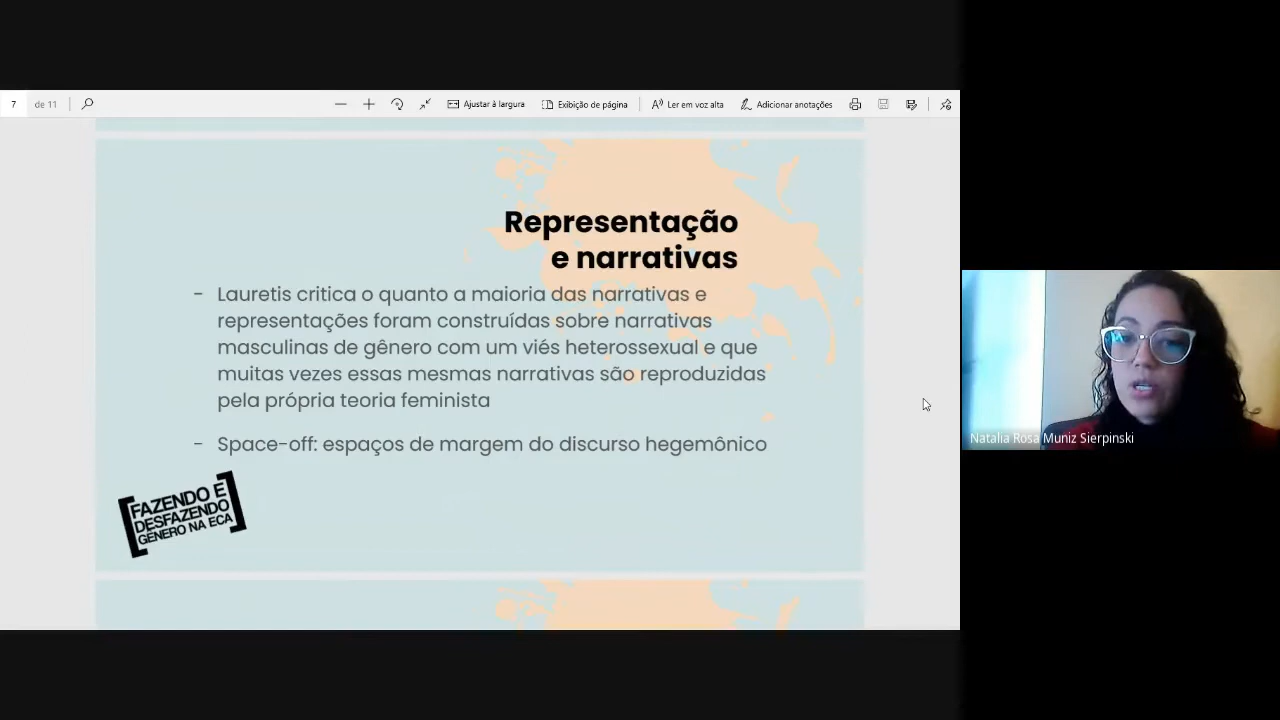 7 de 11
Ajustar à largura
Exibição de página
Ler em voz alta
Adicionar anotações
Representação
e narrativas
- Lauretis critica o quanto a maioria das narrativas e
representações foram construídas sobre narrativas
masculinas de gênero com um viés heterossexual e que
muitas vezes essas mesmas narrativas são reproduzidas
pela própria teoria feminista
- Space-off: espaços de margem do discurso hegemônico
[FAZENDO E
DESFAZENDO
GÊNERO NA ECA]
Natalia Rosa Muniz Sierpinski